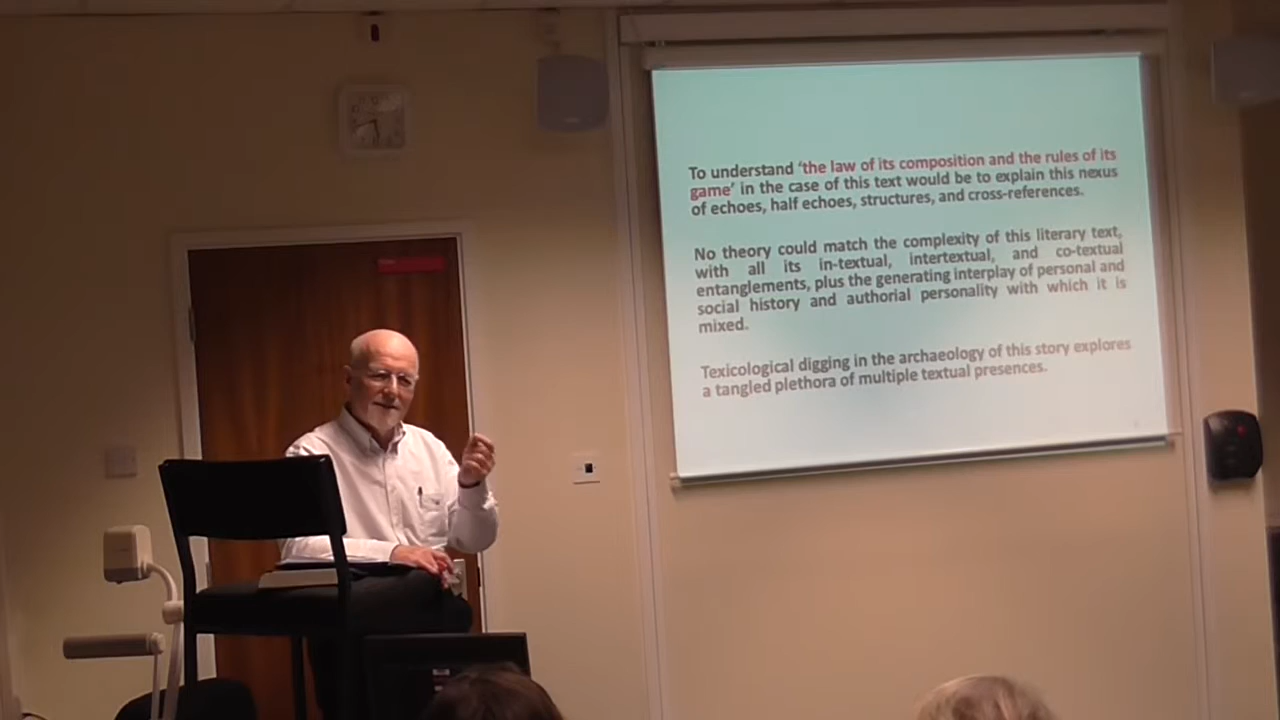 To understand ‘the law of its composition and the rules of its
game’ in the case of this text would be to explain this nexus
of echoes, half echoes, structures, and cross-references.
No theory could match the complexity of this literary text,
with all its in-textual, intertextual, and co-textual
entanglements, plus the generating interplay of personal and
social history and authorial personality with which it is
mixed.
Texicological digging in the archaeology of this story explores
a tangled plethora of multiple textual presences.